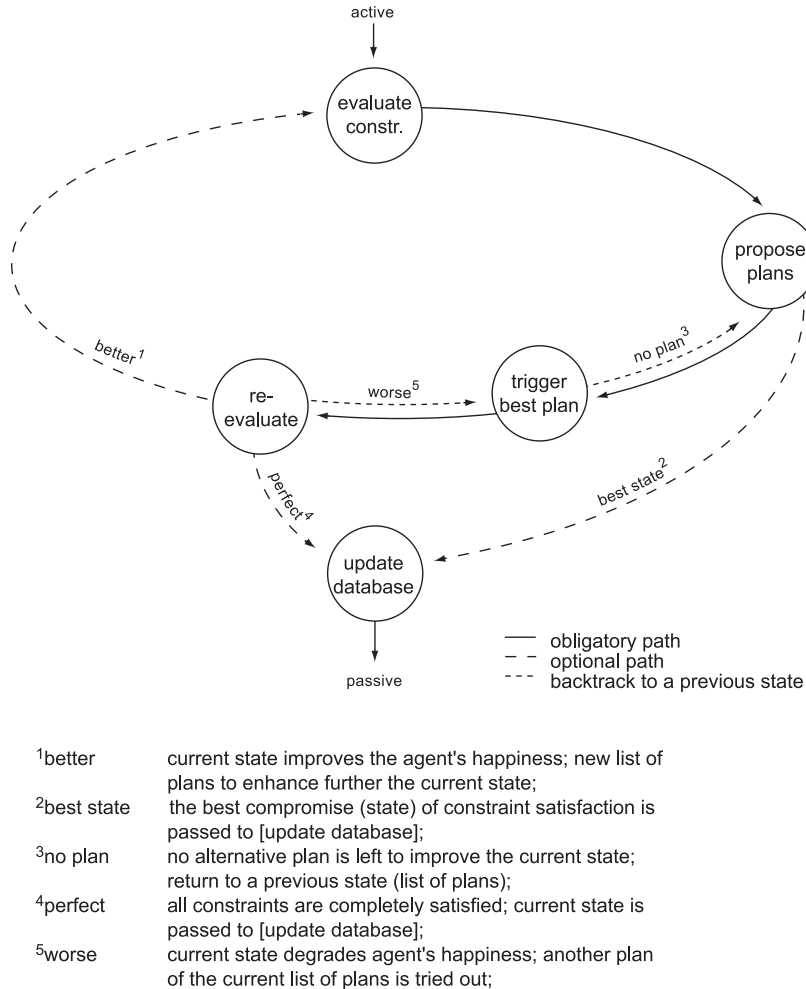 active
evaluate
constr.
propose
plans
better1
re-
evaluate
worse5
trigger
best plan
no plan3
best state2
perfect4
update
database
passive
obligatory path
optional path
backtrack to a previous state
1better current state improves the agent's happiness; new list of
plans to enhance further the current state;
2best state the best compromise (state) of constraint satisfaction is
passed to [update database];
3no plan no alternative plan is left to improve the current state;
return to a previous state (list of plans);
4perfect all constraints are completely satisfied; current state is
passed to [update database];
5worse current state degrades agent's happiness; another plan
of the current list of plans is tried out;